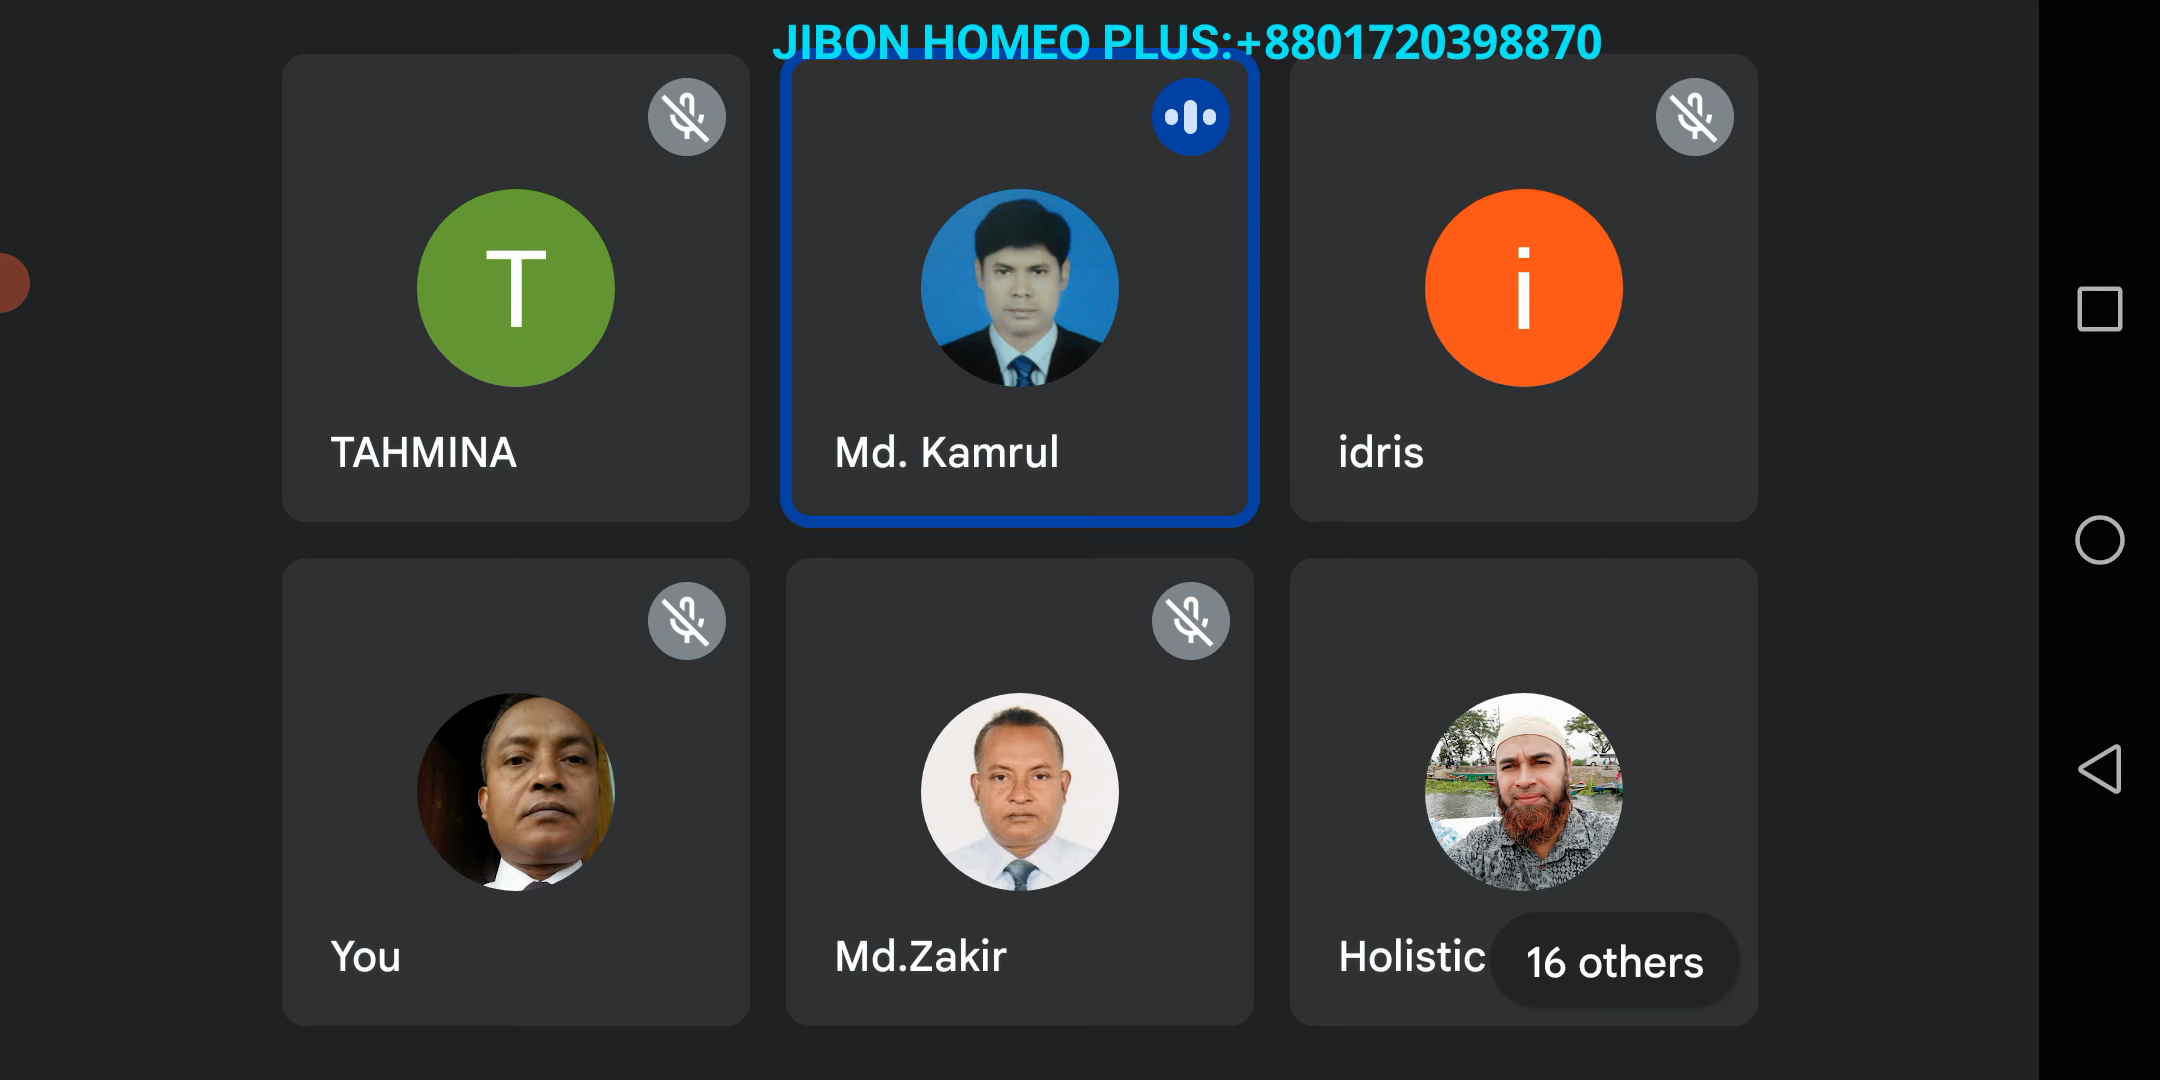 JIBON HOMEO PLUS:+8801720398870
T
i
TAHMINA
Md. Kamrul
idris
You
Md.Zakir
Holistic
16 others